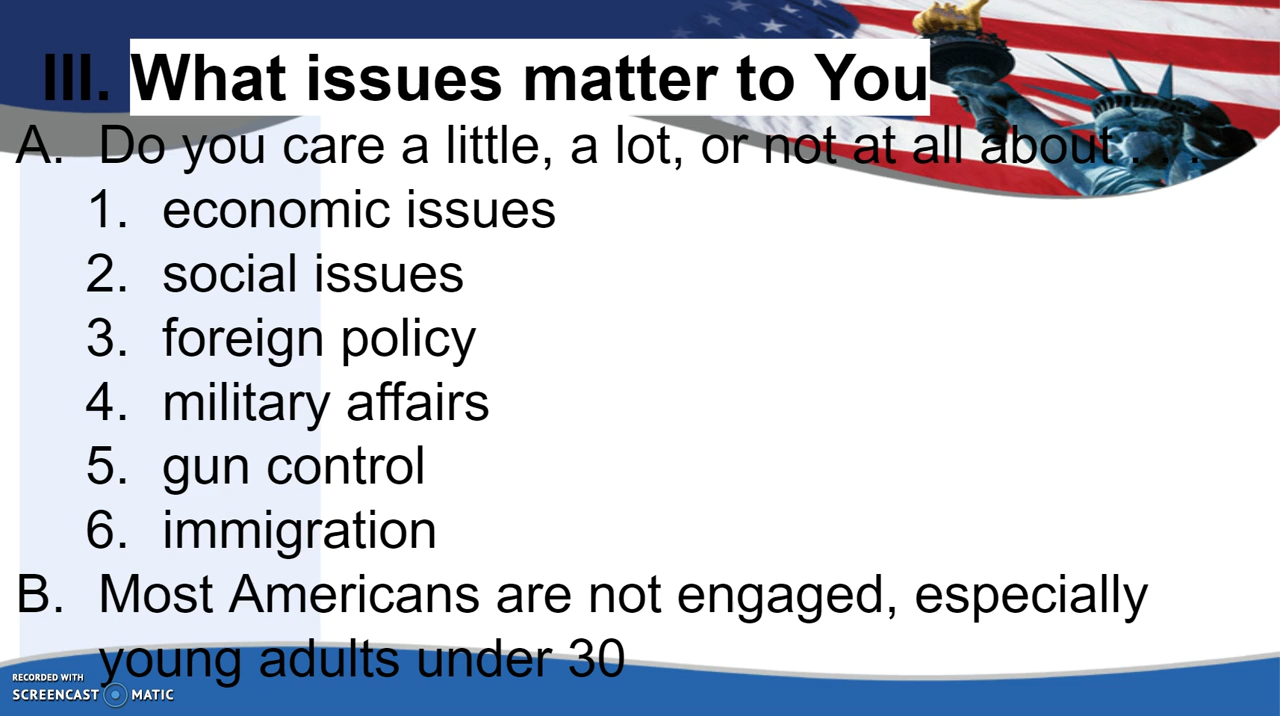 III. What issues matter to You
A. Do you care a little, a lot, or not at all about . . .
1. economic issues
2. social issues
3. foreign policy
4. military affairs
5. gun control
6. immigration
B. Most Americans are not engaged, especially
young adults under 30
RECORDED WITH
SCREENCAST MATIC